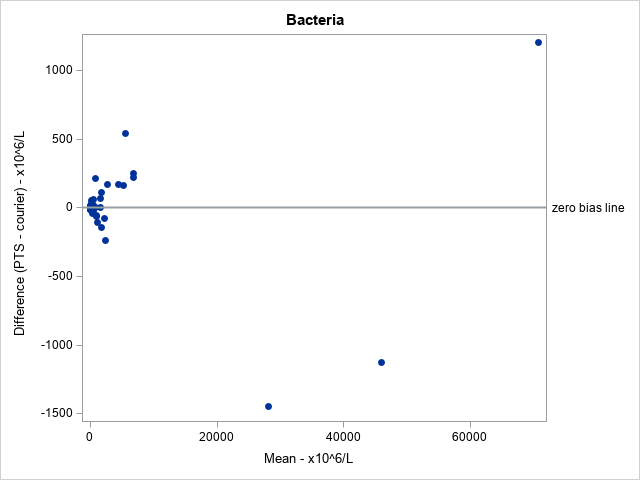 Bacteria
Difference (PTS - courier) - x10^6/L
1000
500
0
-500
-1000
-1500
zero bias line
0
20000
40000
60000
Mean - x10^6/L